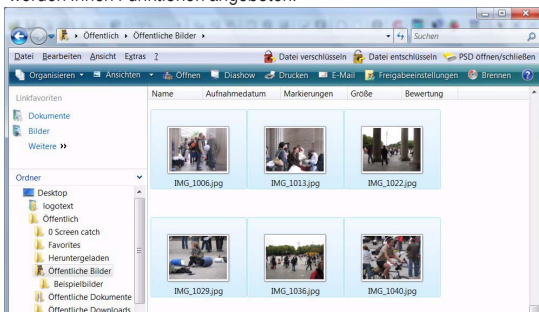 werden Ihnen Funktionen angeboten:
Öffentlich › Öffentliche Bilder ›
Suchen
Datei Bearbeiten Ansicht Extras ? Datei verschlüsseln Datei entschlüsseln PSD öffnen/schließen
Organisieren Ansichten Öffnen Diashow Drucken E-Mail Freigabeeinstellungen Brennen ?
Linkfavoriten
Dokumente
Bilder
Weitere ››
Ordner
Desktop
logotext
Öffentlich
0 Screen catch
Favorites
Heruntergeladen
Öffentliche Bilder
Beispielbilder
Öffentliche Dokumente
Öffentliche Downloads
Name Aufnahmedatum Markierungen Größe Bewertung
IMG_1006.jpg IMG_1013.jpg IMG_1022.jpg
IMG_1029.jpg IMG_1036.jpg IMG_1040.jpg